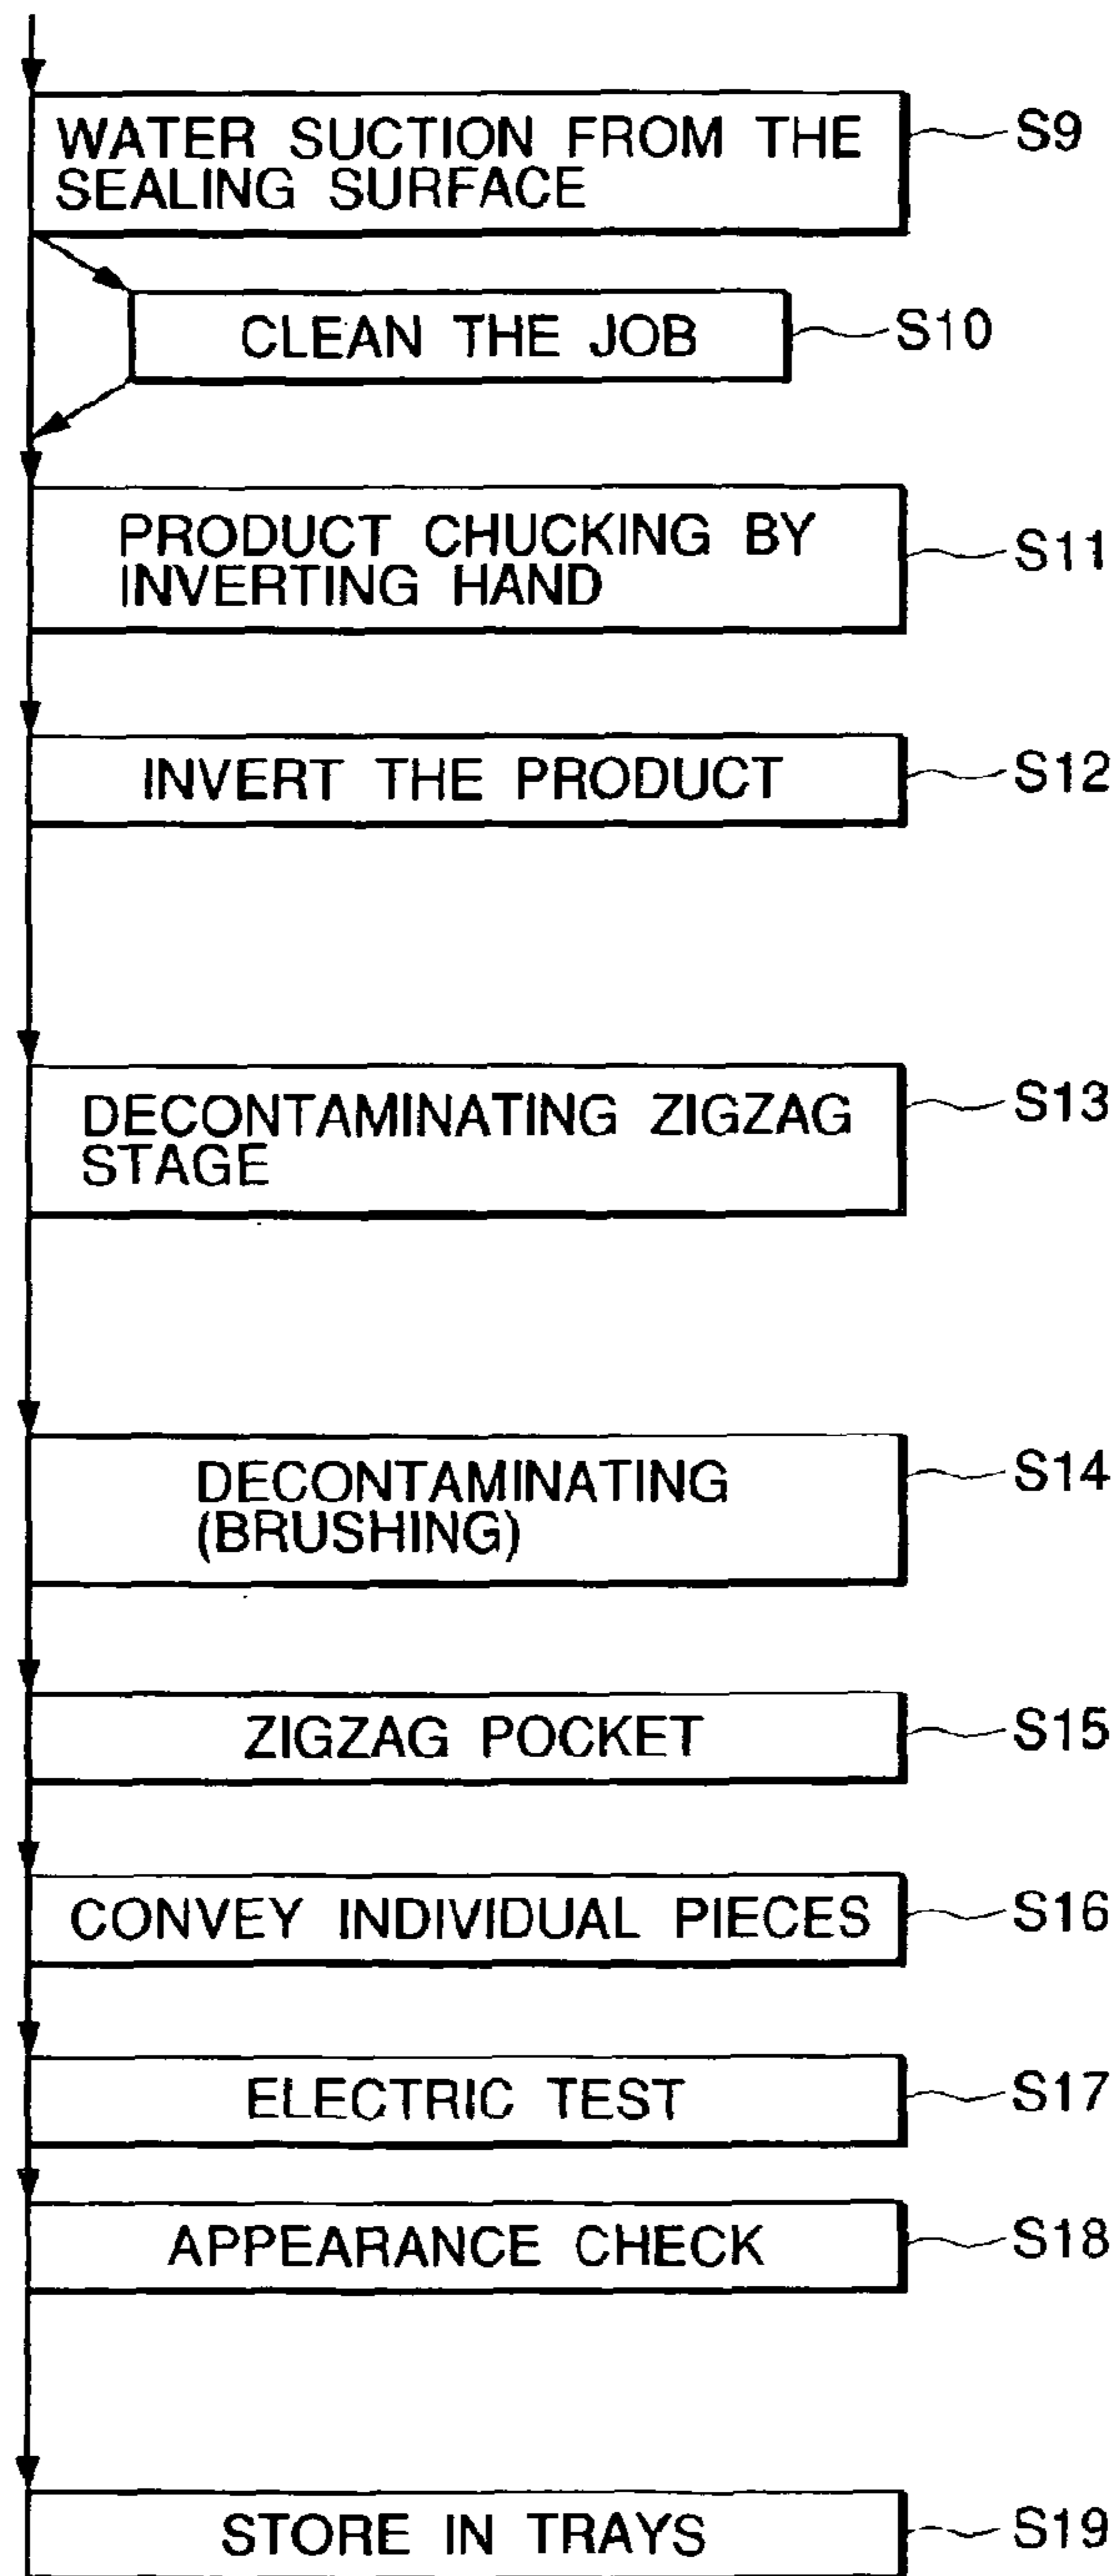 WATER SUCTION FROM THE
SEALING SURFACE
S9
CLEAN THE JOB
S10
PRODUCT CHUCKING BY
INVERTING HAND
S11
INVERT THE PRODUCT
S12
DECONTAMINATING ZIGZAG
STAGE
S13
DECONTAMINATING
(BRUSHING)
S14
ZIGZAG POCKET
S15
CONVEY INDIVIDUAL PIECES
S16
ELECTRIC TEST
S17
APPEARANCE CHECK
S18
STORE IN TRAYS
S19